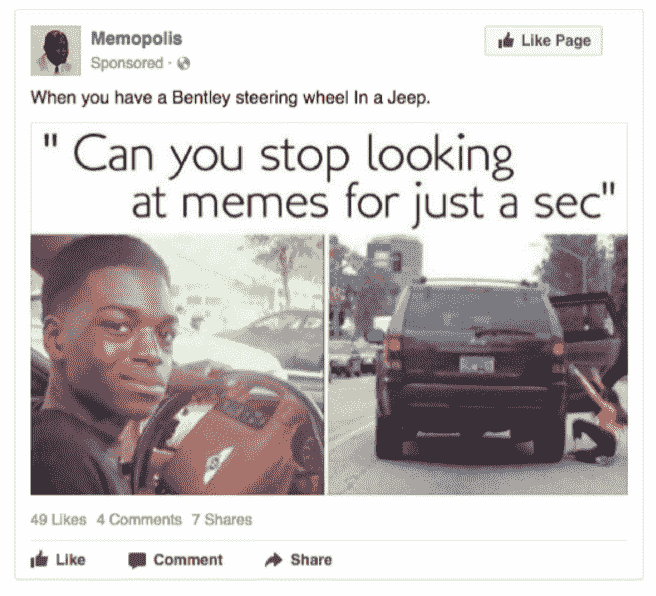 Memopolis
Like Page
Sponsored ·
When you have a Bentley steering wheel In a Jeep.
" Can you stop looking
at memes for just a sec"
49 Likes 4 Comments 7 Shares
Like Comment Share